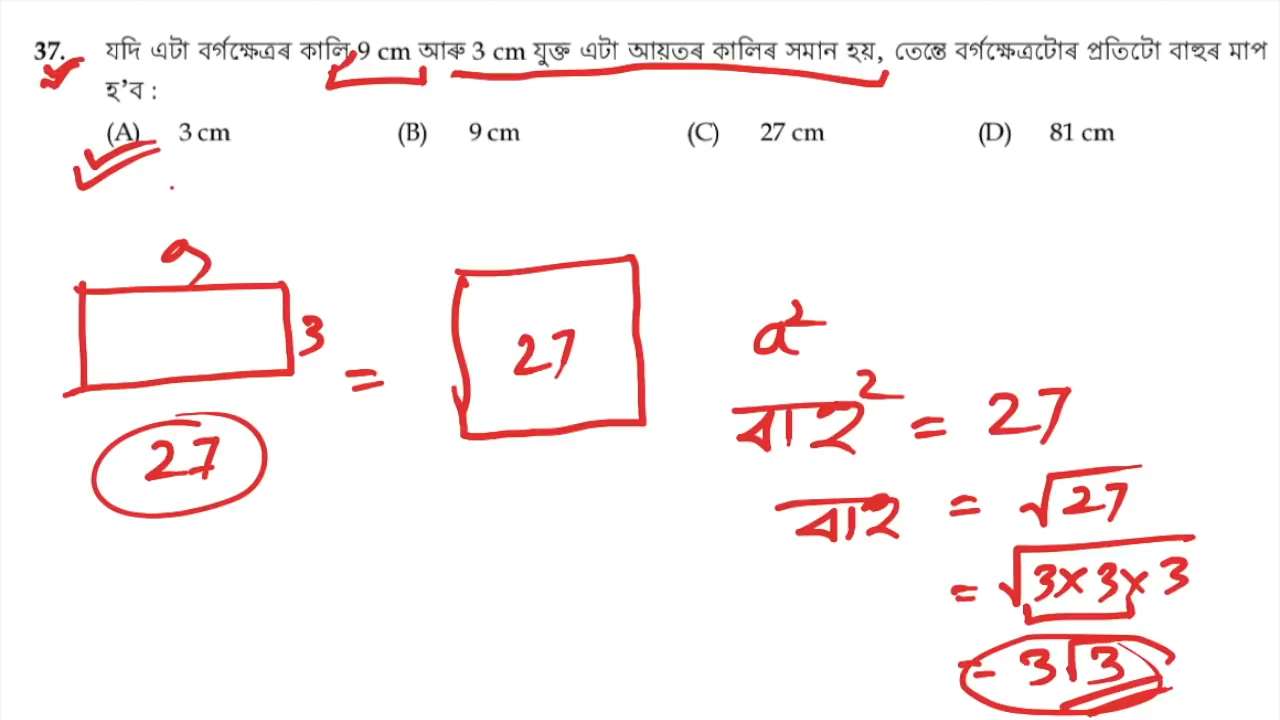 37. যদি এটা বৰ্গক্ষেত্ৰৰ কালি 9 cm আৰু 3 cm যুক্ত এটা আয়তৰ কালিৰ সমান হয়, তেন্তে বৰ্গক্ষেত্ৰটোৰ প্ৰতিটো বাহুৰ মাপ
হ’ব :
(A) 3 cm (B) 9 cm (C) 27 cm (D) 81 cm
9
3
27
=
27
a²
বাহু² = 27
বাহু = √27
= √3×3×3
= 3√3